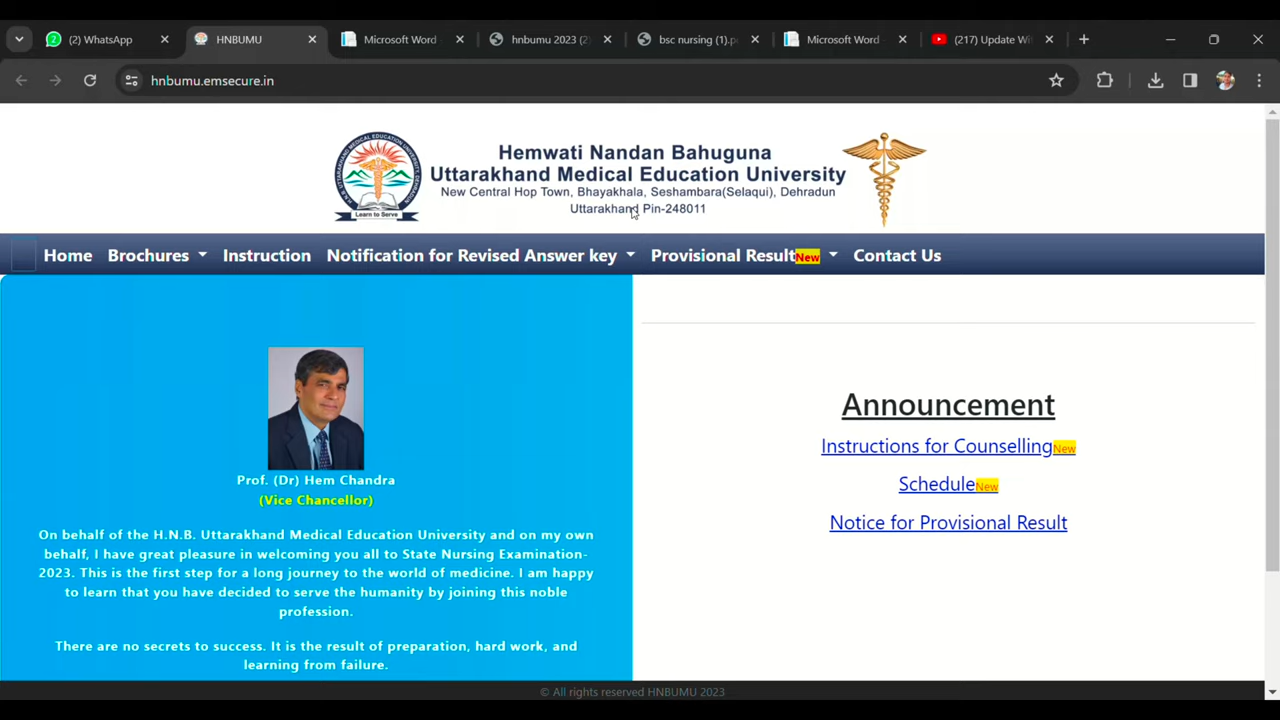 (2) WhatsApp
HNBUMU
Microsoft Word
hnbumu 2023 (2)
bsc nursing (1).p
Microsoft Word
(217) Update Wi
hnbumu.emsecure.in
Learn to Serve
Hemwati Nandan Bahuguna
Uttarakhand Medical Education University
New Central Hop Town, Bhayakhala, Seshambara(Selaqui), Dehradun
Uttarakhand Pin-248011
Home
Brochures
Instruction
Notification for Revised Answer key
Provisional Result New
Contact Us
Prof. (Dr) Hem Chandra
(Vice Chancellor)
On behalf of the H.N.B. Uttarakhand Medical Education University and on my own
behalf, I have great pleasure in welcoming you all to State Nursing Examination-
2023. This is the first step for a long journey to the world of medicine. I am happy
to learn that you have decided to serve the humanity by joining this noble
profession.
There are no secrets to success. It is the result of preparation, hard work, and
learning from failure.
Announcement
Instructions for Counselling New
Schedule New
Notice for Provisional Result
© All rights reserved HNBUMU 2023